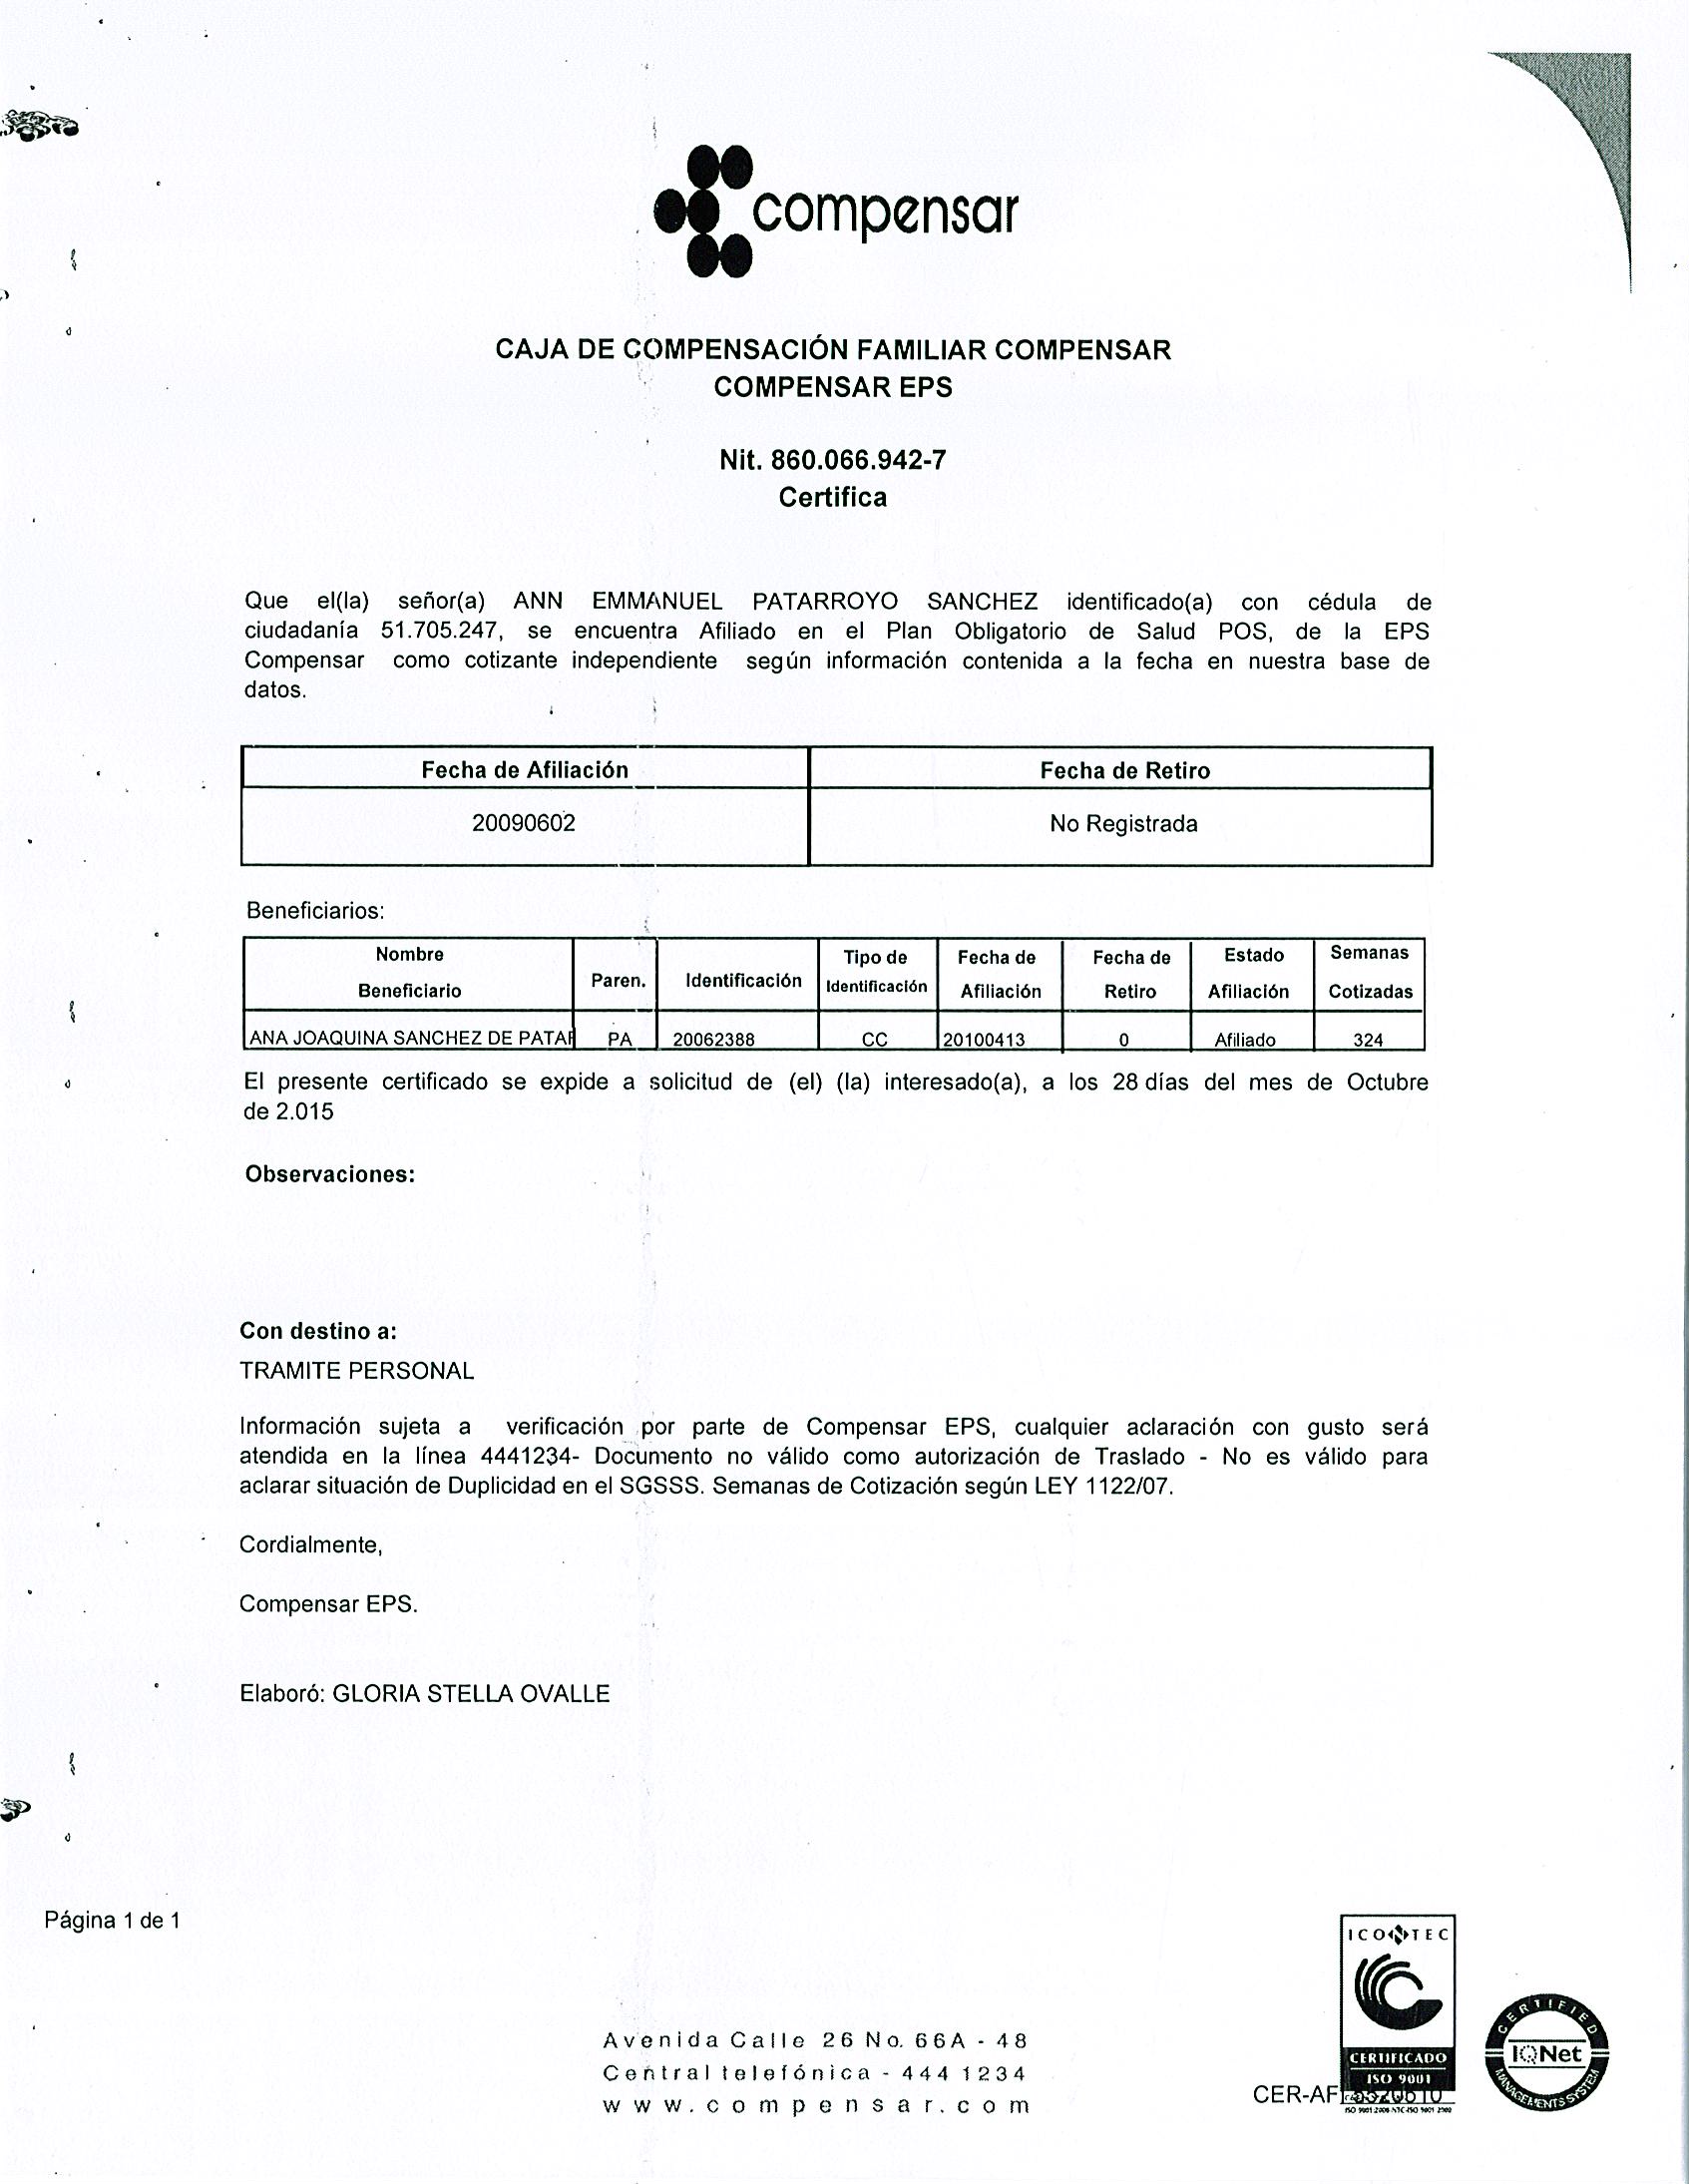 compensar
CAJA DE COMPENSACIÓN FAMILIAR COMPENSAR
COMPENSAR EPS
Nit. 860.066.942-7
Certifica
Que el(la) señor(a) ANN EMMANUEL PATARROYO SANCHEZ identificado(a) con cédula de
ciudadanía 51.705.247, se encuentra Afiliado en el Plan Obligatorio de Salud POS, de la EPS
Compensar como cotizante independiente según información contenida a la fecha en nuestra base de
datos.
Fecha de Afiliación Fecha de Retiro
20090602 No Registrada
Beneficiarios:
Nombre Beneficiario Paren. Identificación Tipo de Identificación Fecha de Afiliación Fecha de Retiro Estado Afiliación Semanas Cotizadas
ANA JOAQUINA SANCHEZ DE PATAR PA 20062388 CC 20100413 0 Afiliado 324
El presente certificado se expide a solicitud de (el) (la) interesado(a), a los 28 días del mes de Octubre
de 2.015
Observaciones:
Con destino a:
TRAMITE PERSONAL
Información sujeta a verificación por parte de Compensar EPS, cualquier aclaración con gusto será
atendida en la línea 4441234- Documento no válido como autorización de Traslado - No es válido para
aclarar situación de Duplicidad en el SGSSS. Semanas de Cotización según LEY 1122/07.
Cordialmente,
Compensar EPS.
Elaboró: GLORIA STELLA OVALLE
Página 1 de 1
Avenida Calle 26 No. 66A - 48
Central telefónica - 444 1234
www.compensar.com
ICONTEC
CERTIFICADO
ISO 9001
CER-AF
CERTIFIED
IQNet
MANAGEMENTS SYSTEM